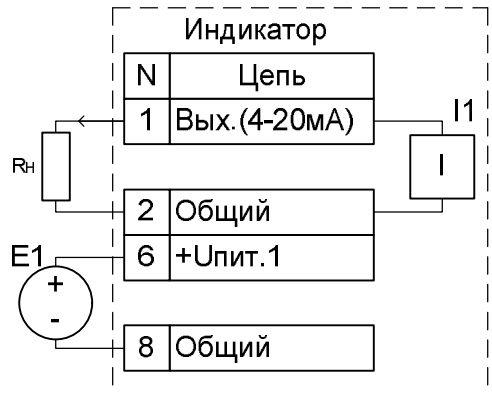 Индикатор
N Цепь
1 Вых.(4-20мА)
I1
I
Rн
2 Общий
6 +Uпит.1
E1
+
-
8 Общий